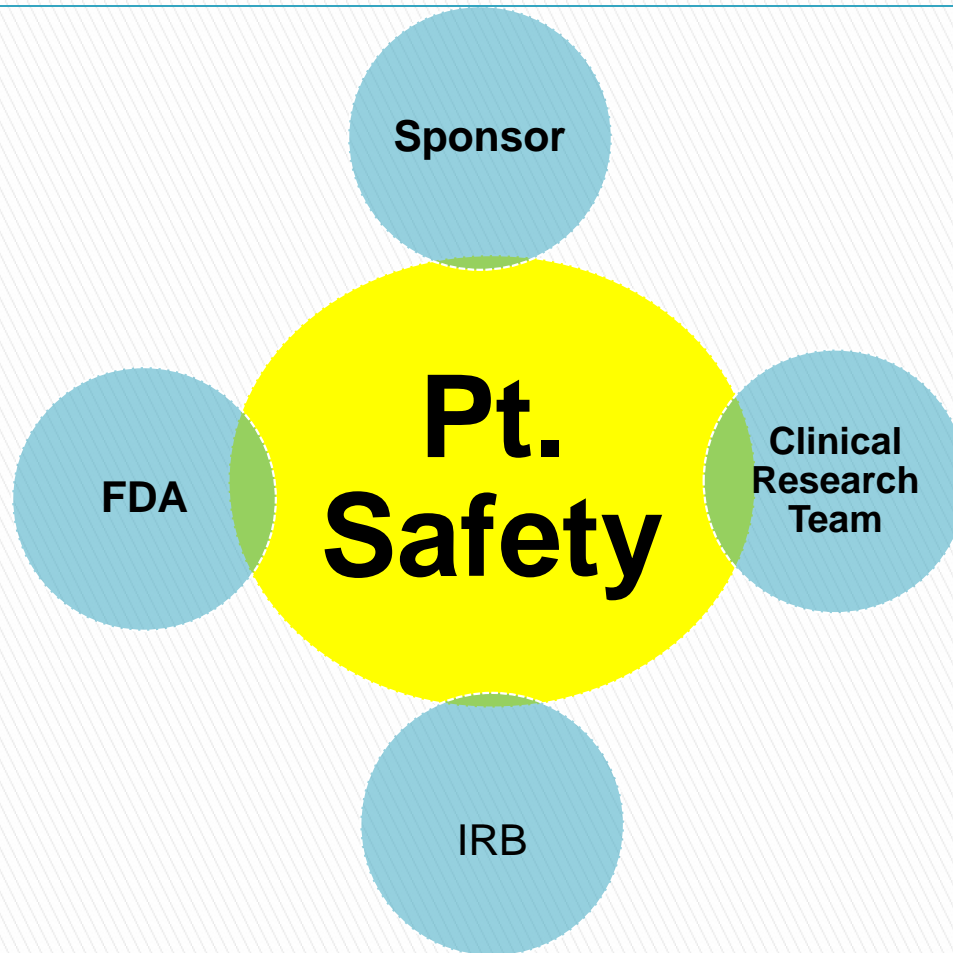 Sponsor
Pt.
Safety
FDA
Clinical
Research
Team
IRB